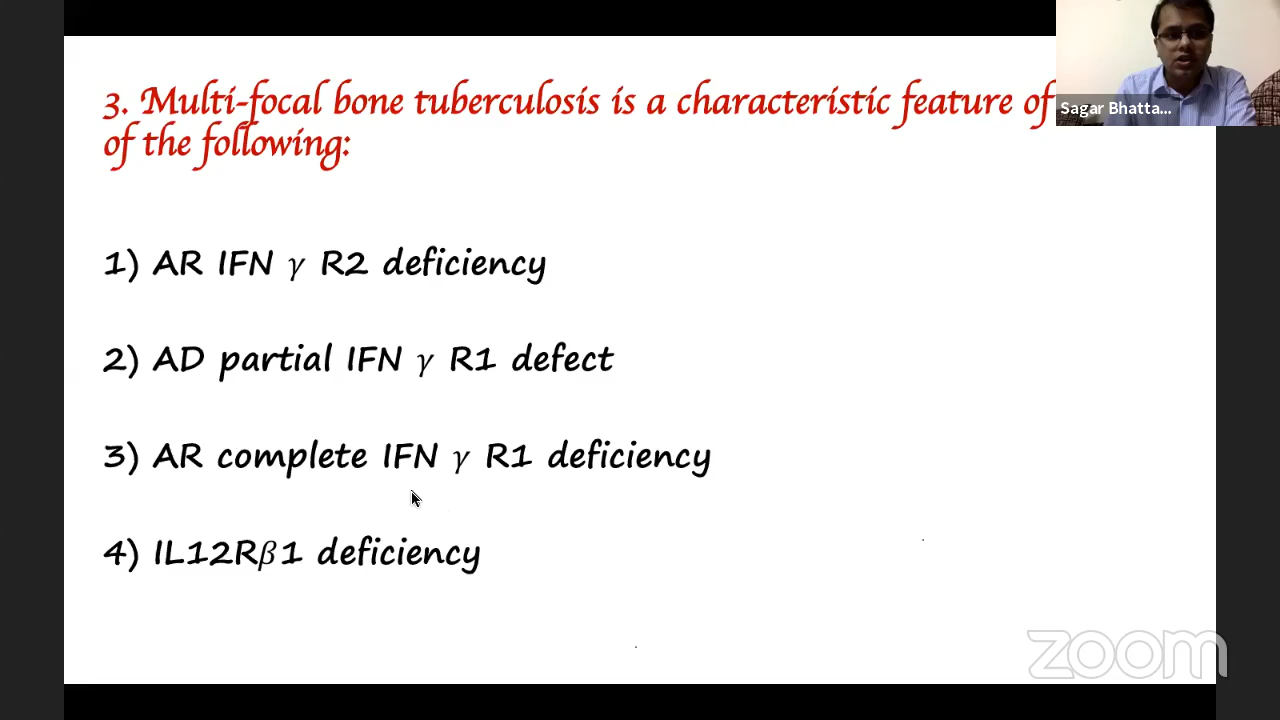 3. Multi-focal bone tuberculosis is a characteristic feature of
of the following:
Sagar Bhatta...
1) AR IFN γ R2 deficiency
2) AD partial IFN γ R1 defect
3) AR complete IFN γ R1 deficiency
4) IL12Rβ1 deficiency
zoom